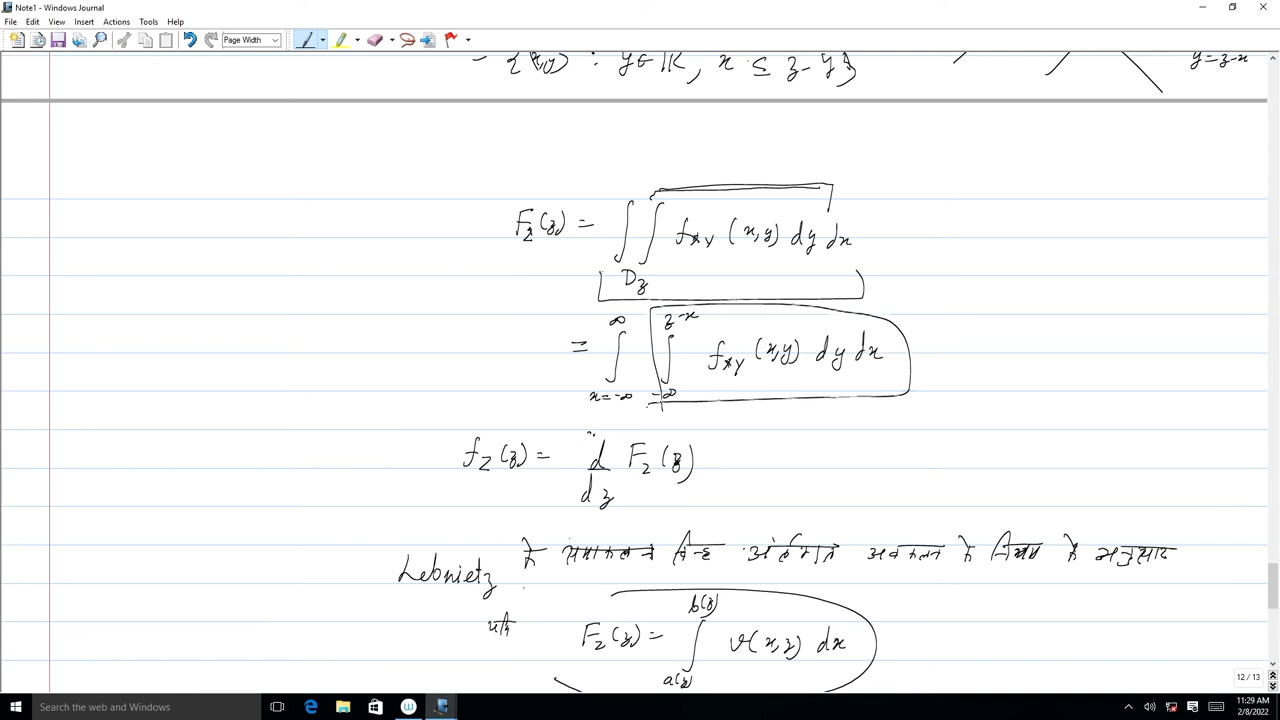 Note1 - Windows Journal
File Edit View Insert Actions Tools Help
Page Width
- {(x,y) : y∈ℝ, x ≤ z-y}
y=z-x
F_Z(z) = ∫∫_{D_z} f_{XY} (x,y) dy dx
= ∫_{x=-∞}^{∞} ∫_{-∞}^{z-x} f_{XY} (x,y) dy dx
f_Z(z) = d/dz F_Z(z)
Lebnietz के समाकलन चिन्ह अंतर्गत अवकलन के नियम के अनुसार
यदि F_Z(z) = ∫_{a(z)}^{b(z)} v(x,z) dx
12 / 13
Search the web and Windows
11:29 AM
2/8/2022